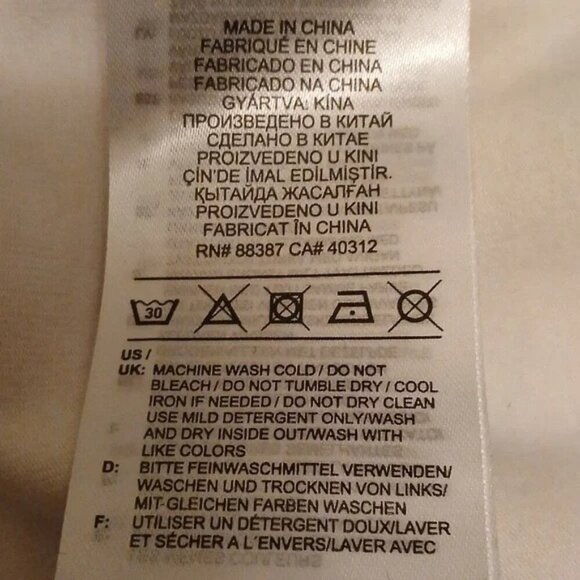 MADE IN CHINA
FABRIQUÉ EN CHINE
FABRICADO EN CHINA
FABRICADO NA CHINA
GYÁRTVA: KÍNA
ПРОИЗВЕДЕНО В КИТАЙ
СДЕЛАНО В КИТАЕ
PROIZVEDENO U KINI
ÇİN'DE İMAL EDİLMİŞTİR.
ҚЫТАЙДА ЖАСАЛҒАН
PROIZVEDENO U KINI
FABRICAT ÎN CHINA
RN# 88387 CA# 40312
30
US /
UK: MACHINE WASH COLD / DO NOT
BLEACH / DO NOT TUMBLE DRY / COOL
IRON IF NEEDED / DO NOT DRY CLEAN
USE MILD DETERGENT ONLY/WASH
AND DRY INSIDE OUT/WASH WITH
LIKE COLORS
D: BITTE FEINWASCHMITTEL VERWENDEN/
WASCHEN UND TROCKNEN VON LINKS/
MIT GLEICHEN FARBEN WASCHEN
F: UTILISER UN DÉTERGENT DOUX/LAVER
ET SÉCHER A L'ENVERS/LAVER AVEC